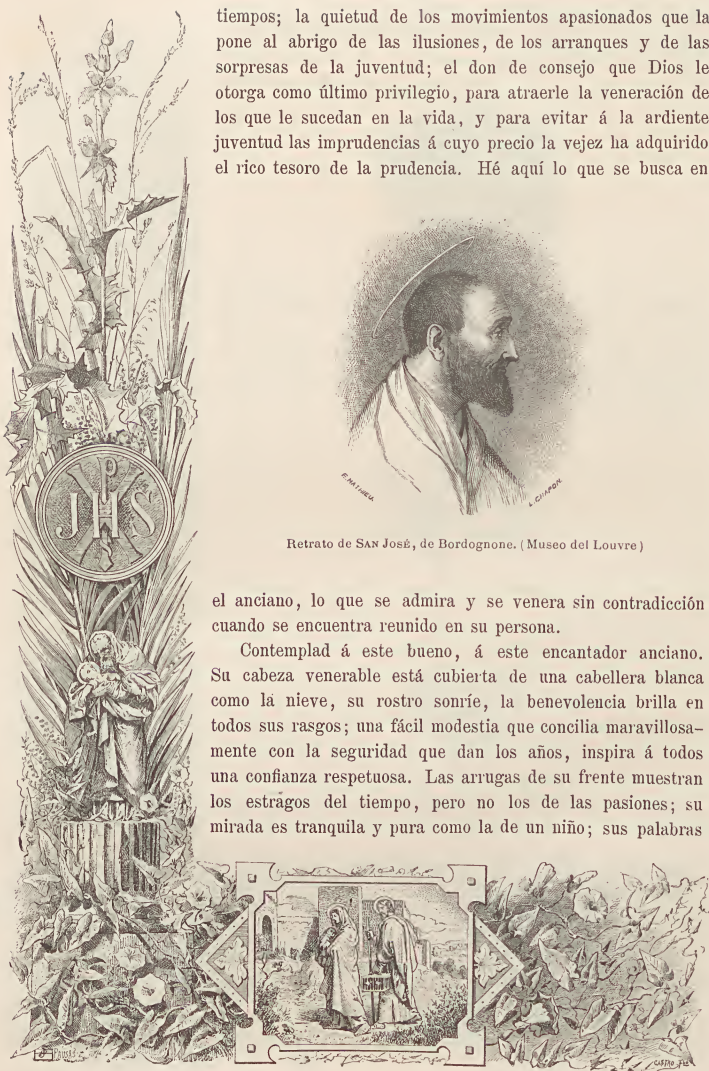 tiempos; la quietud de los movimientos apasionados que la
pone al abrigo de las ilusiones, de los arranques y de las
sorpresas de la juventud; el don de consejo que Dios le
otorga como último privilegio, para atraerle la veneración de
los que le sucedan en la vida, y para evitar á la ardiente
juventud las imprudencias á cuyo precio la vejez ha adquirido
el rico tesoro de la prudencia. Hé aquí lo que se busca en
F. MATHIEU
L. CHAPON
Retrato de SAN JOSÉ, de Bordognone. (Museo del Louvre)
JHS
el anciano, lo que se admira y se venera sin contradicción
cuando se encuentra reunido en su persona.
Contemplad á este bueno, á este encantador anciano.
Su cabeza venerable está cubierta de una cabellera blanca
como la nieve, su rostro sonríe, la benevolencia brilla en
todos sus rasgos; una fácil modestia que concilia maravillosa-
mente con la seguridad que dan los años, inspira á todos
una confianza respetuosa. Las arrugas de su frente muestran
los estragos del tiempo, pero no los de las pasiones; su
mirada es tranquila y pura como la de un niño; sus palabras